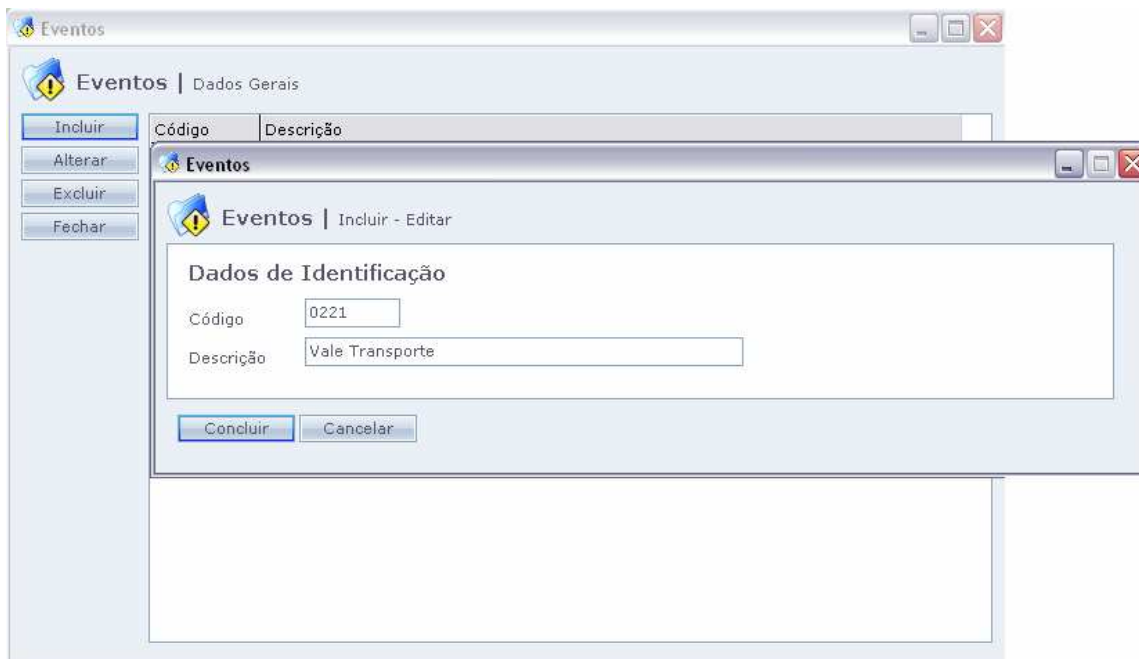 Eventos
Eventos | Dados Gerais
Incluir
Alterar
Excluir
Fechar
Código Descrição
Eventos
Eventos | Incluir - Editar
Dados de Identificação
Código 0221
Descrição Vale Transporte
Concluir Cancelar